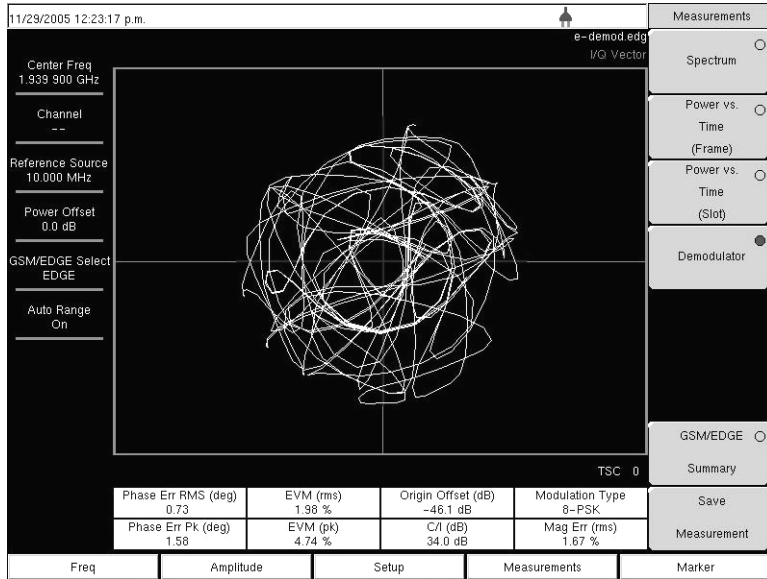 11/29/2005 12:23:17 p.m.
e-demod.edg
I/Q Vector
Center Freq
1.939 900 GHz
Channel
--
Reference Source
10.000 MHz
Power Offset
0.0 dB
GSM/EDGE Select
EDGE
Auto Range
On
TSC 0
Phase Err RMS (deg)
0.73
EVM (rms)
1.98 %
Origin Offset (dB)
-46.1 dB
Modulation Type
8-PSK
Phase Err Pk (deg)
1.58
EVM (pk)
4.74 %
C/I (dB)
34.0 dB
Mag Err (rms)
1.67 %
Measurements
Spectrum
Power vs.
Time
(Frame)
Power vs.
Time
(Slot)
Demodulator
GSM/EDGE
Summary
Save
Measurement
Freq
Amplitude
Setup
Measurements
Marker